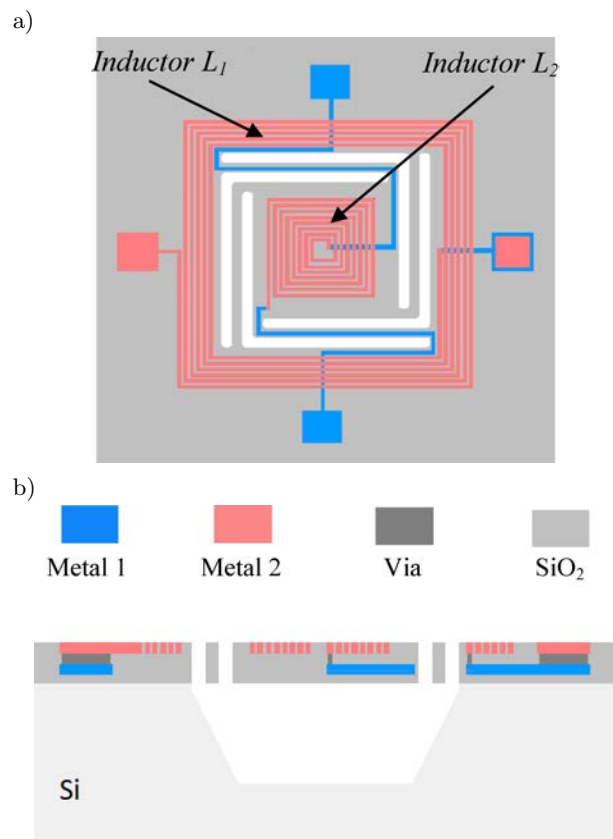 a)
Inductor L1
Inductor L2
b)
Metal 1
Metal 2
Via
SiO2
Si